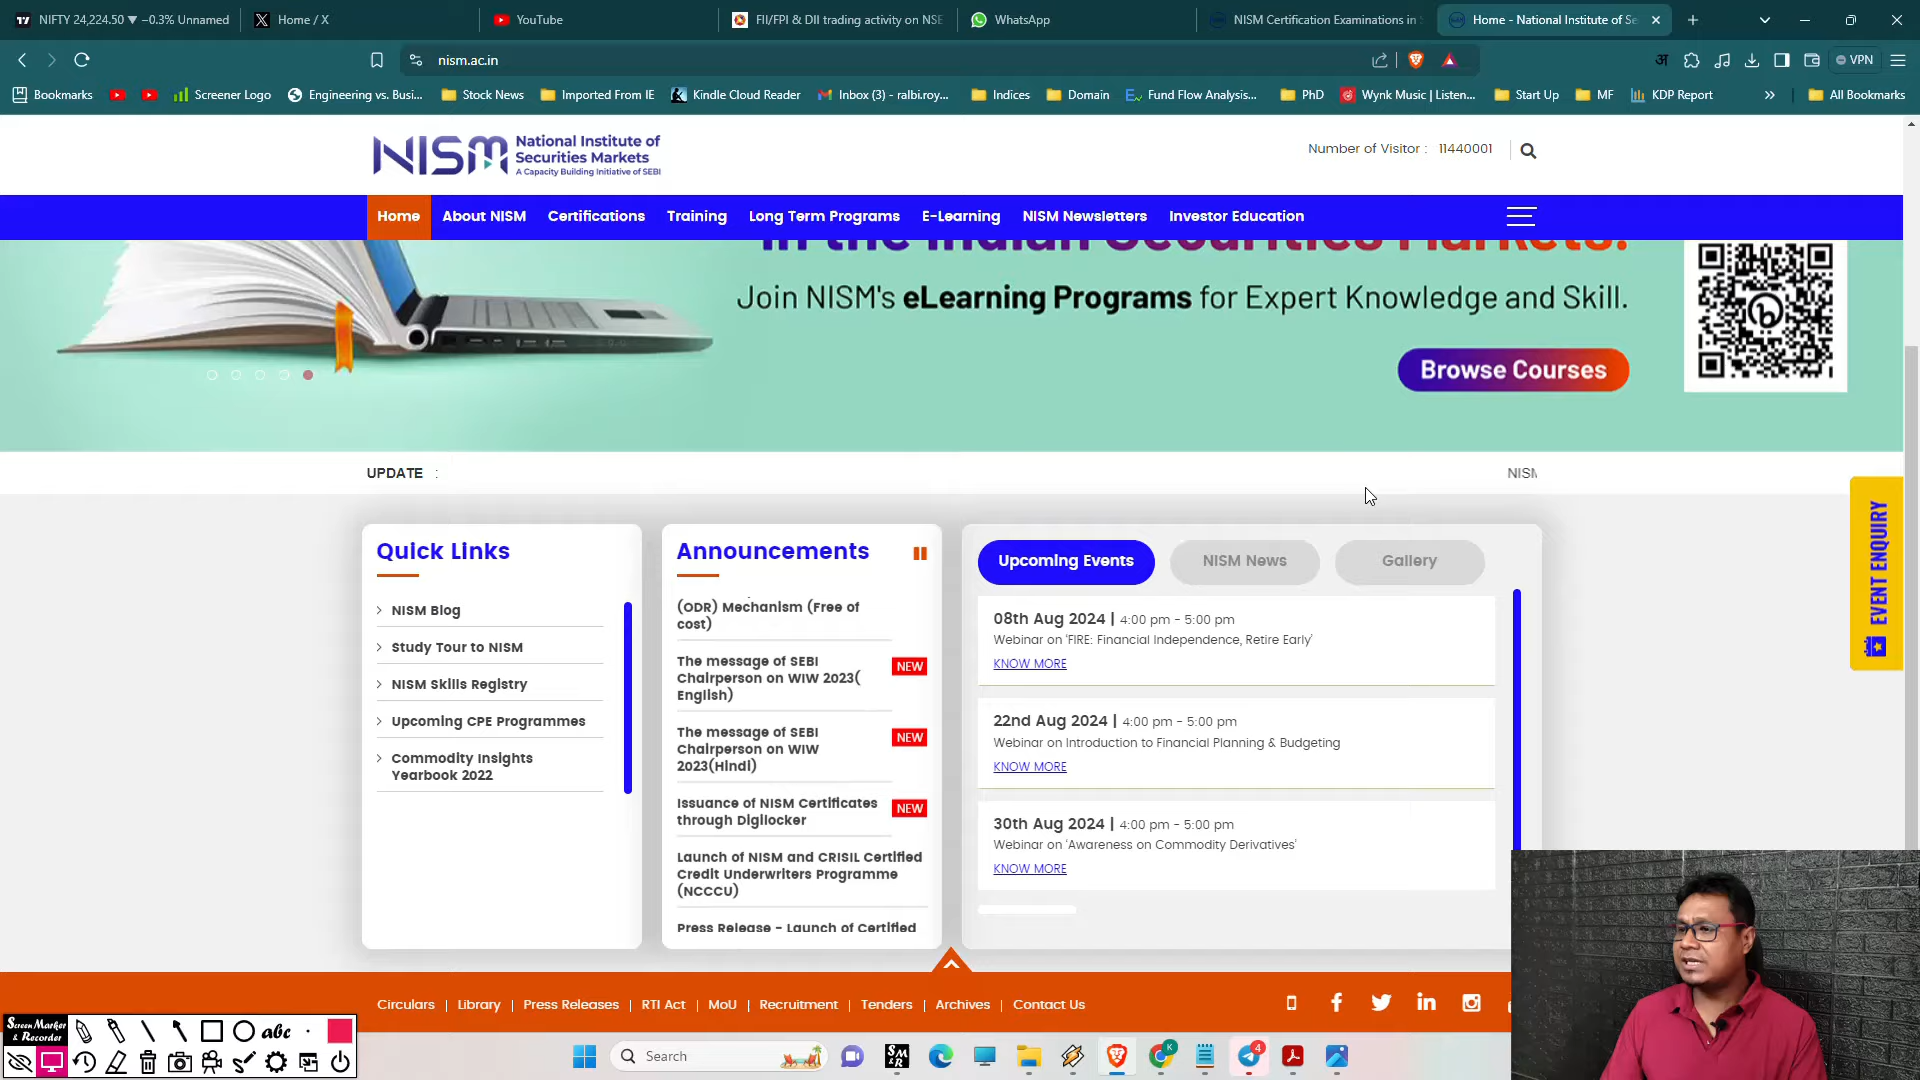 NIFTY 24,224.50 ▼ −0.3% Unnamed
Home / X
YouTube
FII/FPI & DII trading activity on NSE
WhatsApp
NISM Certification Examinations in
Home - National Institute of Se
nism.ac.in
VPN
Bookmarks
Screener Logo
Engineering vs. Busi...
Stock News
Imported From IE
Kindle Cloud Reader
Inbox (3) - ralbi.roy...
Indices
Domain
Fund Flow Analysis...
PhD
Wynk Music | Listen...
Start Up
MF
KDP Report
All Bookmarks
NISM
National Institute of
Securities Markets
A Capacity Building Initiative of SEBI
Number of Visitor : 11440001
Home
About NISM
Certifications
Training
Long Term Programs
E-Learning
NISM Newsletters
Investor Education
in the Indian Securities Markets.
Join NISM's eLearning Programs for Expert Knowledge and Skill.
Browse Courses
UPDATE :
NISM
EVENT ENQUIRY
Quick Links
NISM Blog
Study Tour to NISM
NISM Skills Registry
Upcoming CPE Programmes
Commodity Insights
Yearbook 2022
Announcements
(ODR) Mechanism (Free of
cost)
The message of SEBI
Chairperson on WIW 2023(
English)
NEW
The message of SEBI
Chairperson on WIW
2023(Hindi)
NEW
Issuance of NISM Certificates
through Digilocker
NEW
Launch of NISM and CRISIL Certified
Credit Underwriters Programme
(NCCCU)
Press Release - Launch of Certified
Upcoming Events
NISM News
Gallery
08th Aug 2024 | 4:00 pm - 5:00 pm
Webinar on 'FIRE: Financial Independence, Retire Early'
KNOW MORE
22nd Aug 2024 | 4:00 pm - 5:00 pm
Webinar on Introduction to Financial Planning & Budgeting
KNOW MORE
30th Aug 2024 | 4:00 pm - 5:00 pm
Webinar on 'Awareness on Commodity Derivatives'
KNOW MORE
Circulars | Library | Press Releases | RTI Act | MoU | Recruitment | Tenders | Archives | Contact Us
Screen Marker
& Recorder
abc
Search
SM
&R
K
4